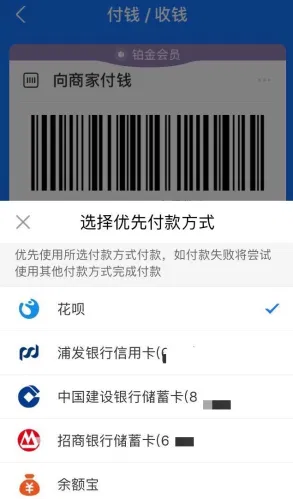 付钱 / 收钱
铂金会员
向商家付钱
选择优先付款方式
优先使用所选付款方式付款，如付款失败将尝试
使用其他付款方式完成付款
花呗
浦发银行信用卡(
中国建设银行储蓄卡(8
招商银行储蓄卡(6
余额宝